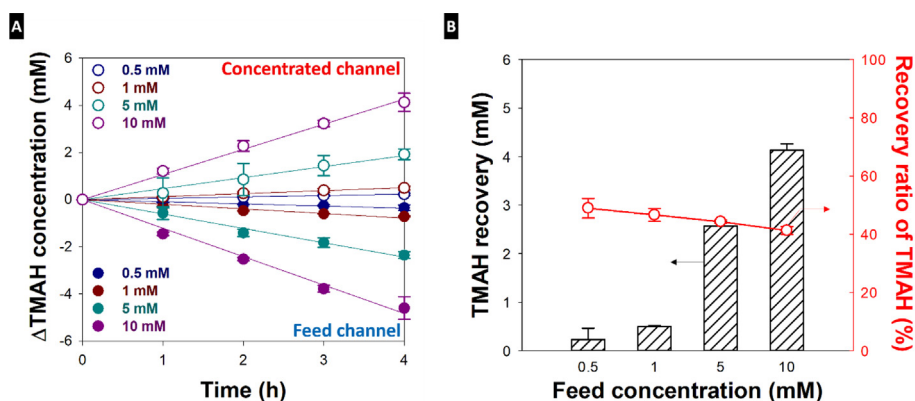 A
ΔTMAH concentration (mM)
6
4
2
0
-2
-4
-6
0.5 mM
1 mM
5 mM
10 mM
Concentrated channel
0.5 mM
1 mM
5 mM
10 mM
Feed channel
0 1 2 3 4
Time (h)
B
TMAH recovery (mM)
6
5
4
3
2
1
0
0.5 1 5 10
Feed concentration (mM)
100
80
60
40
20
0
Recovery ratio of
TMAH (%)